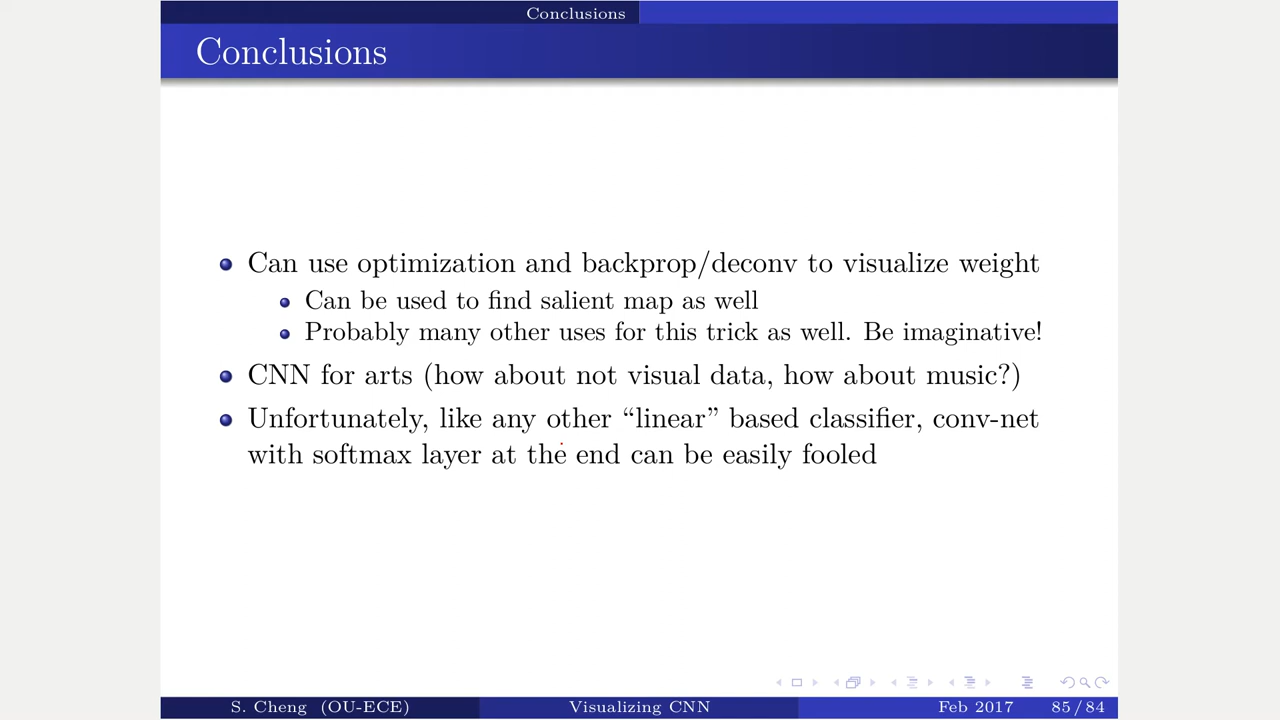 Conclusions
Conclusions
Can use optimization and backprop/deconv to visualize weight
Can be used to find salient map as well
Probably many other uses for this trick as well. Be imaginative!
CNN for arts (how about not visual data, how about music?)
Unfortunately, like any other “linear” based classifier, conv-net
with softmax layer at the end can be easily fooled
S. Cheng (OU-ECE) Visualizing CNN Feb 2017 85 / 84